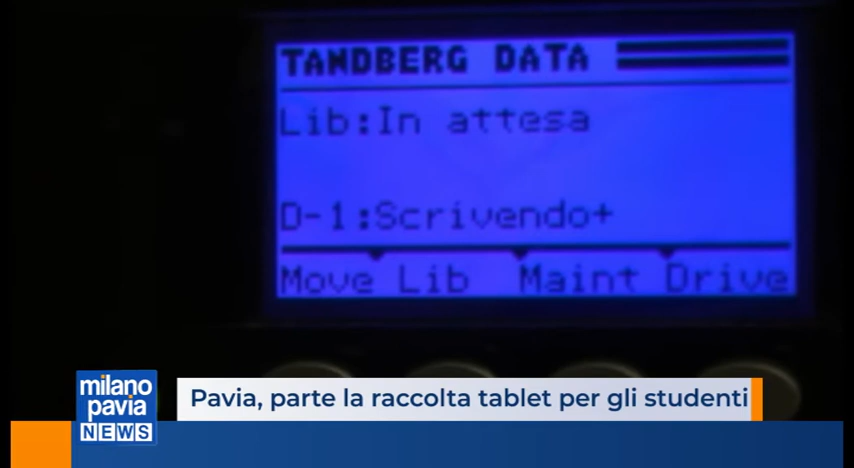 TANDBERG DATA
Lib:In attesa
D-1:Scrivendo+
Move Lib Maint Drive
milano
pavia
NEWS
Pavia, parte la raccolta tablet per gli studenti